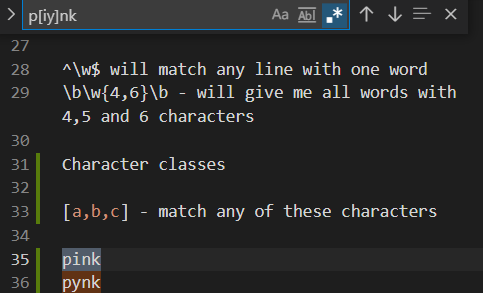 p[iy]nk Aa Ab .*
27
28 ^\w$ will match any line with one word
29 \b\w{4,6}\b - will give me all words with
4,5 and 6 characters
30
31 Character classes
32
33 [a,b,c] - match any of these characters
34
35 pink
36 pynk